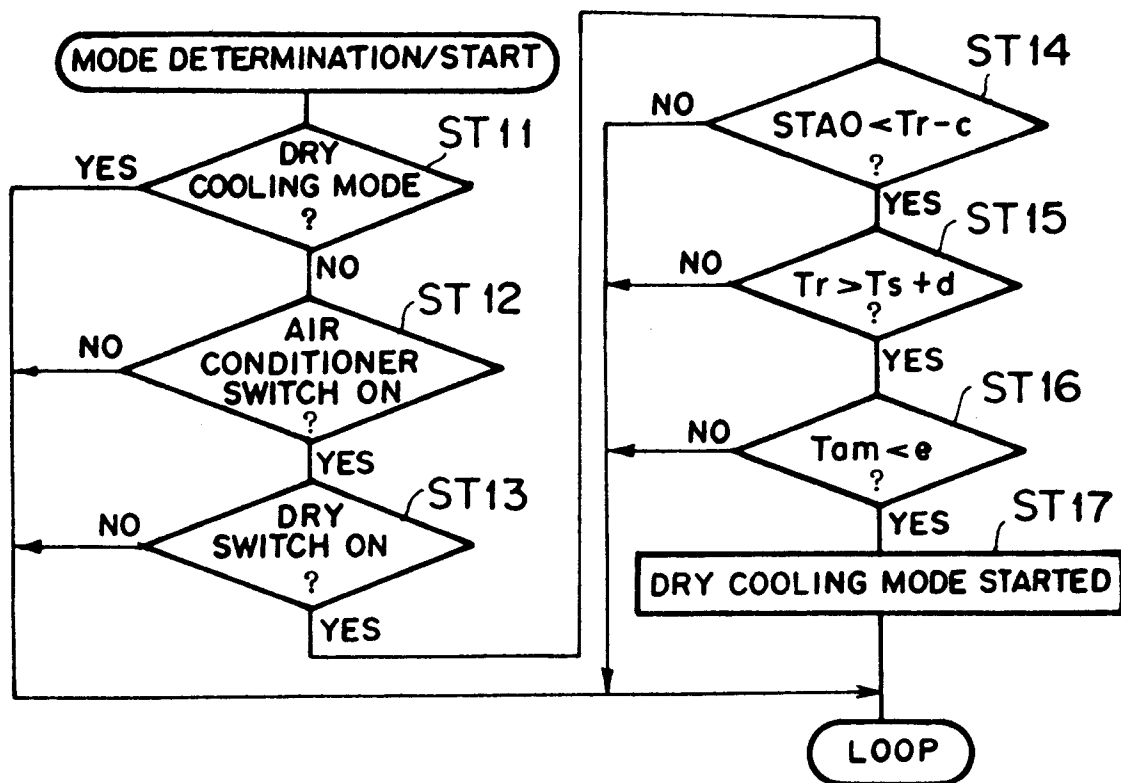 MODE DETERMINATION/START
ST11
DRY
COOLING MODE
?
YES
NO
ST12
AIR
CONDITIONER
SWITCH ON
?
NO
YES
ST13
DRY
SWITCH ON
?
NO
YES
ST14
STAO<Tr-c
?
NO
YES
ST15
Tr>Ts+d
?
NO
YES
ST16
Tam<e
?
NO
YES
ST17
DRY COOLING MODE STARTED
LOOP